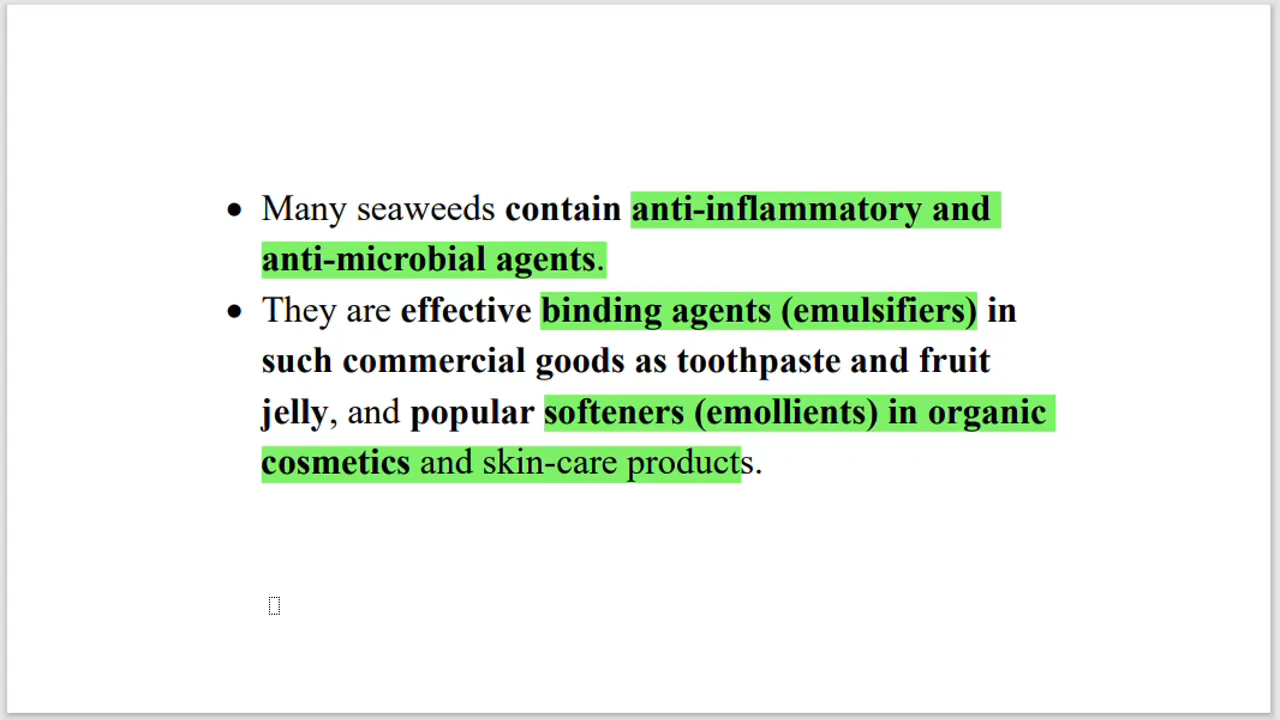 • Many seaweeds contain anti-inflammatory and
anti-microbial agents.
• They are effective binding agents (emulsifiers) in
such commercial goods as toothpaste and fruit
jelly, and popular softeners (emollients) in organic
cosmetics and skin-care products.